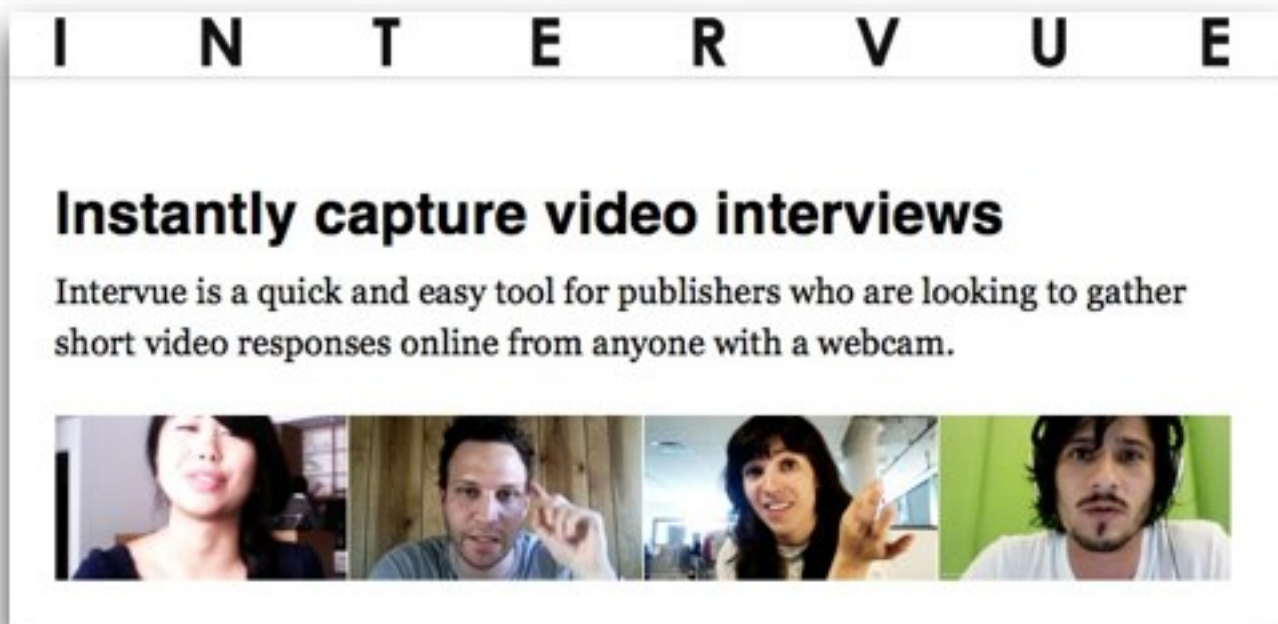 INTERVUE
Instantly capture video interviews
Intervue is a quick and easy tool for publishers who are looking to gather
short video responses online from anyone with a webcam.